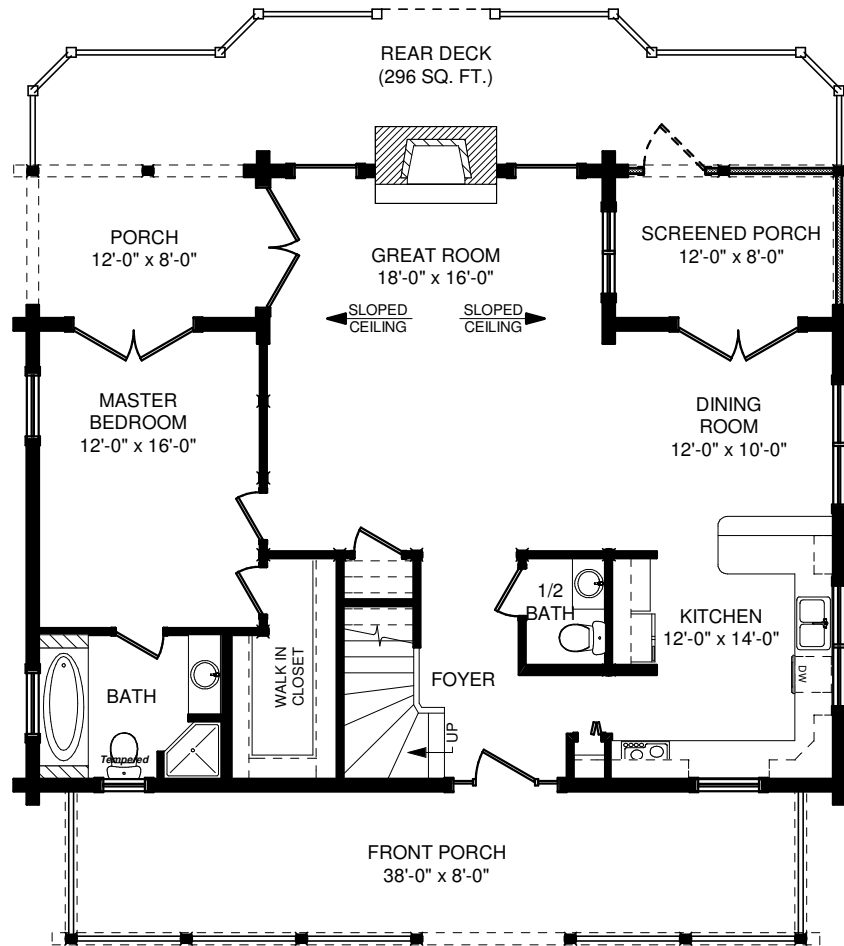 REAR DECK
(296 SQ. FT.)
PORCH
12'-0" x 8'-0"
GREAT ROOM
18'-0" x 16'-0"
SCREENED PORCH
12'-0" x 8'-0"
SLOPED
CEILING
SLOPED
CEILING
MASTER
BEDROOM
12'-0" x 16'-0"
DINING
ROOM
12'-0" x 10'-0"
1/2
BATH
KITCHEN
12'-0" x 14'-0"
DW
WALK IN
CLOSET
FOYER
BATH
UP
Tempered
FRONT PORCH
38'-0" x 8'-0"